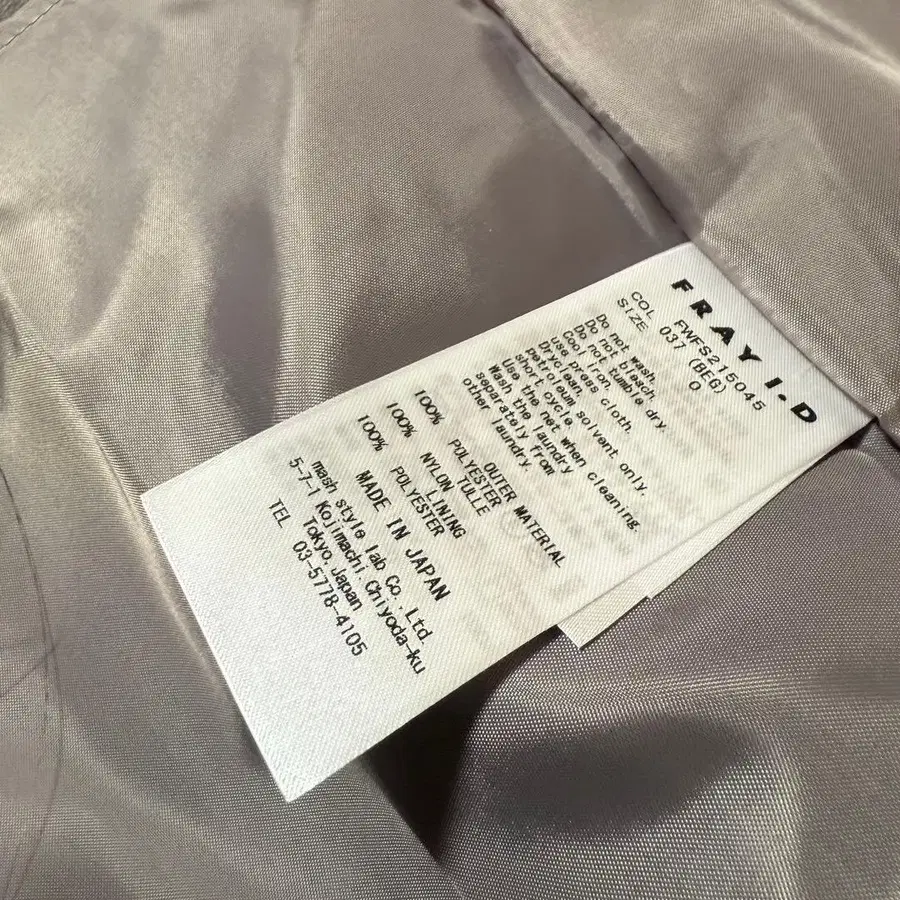 FRAY I.D
FWFS215045
COL 037 (BEG)
SIZE 0
Do not wash.
Do not bleach.
Do not tumble dry.
Cool iron,
use press cloth.
Dryclean,
petroleum solvent only,
short cycle.
Use the net when cleaning.
Wash the laundry
separately from
other laundry.
OUTER MATERIAL
100% POLYESTER
TULLE
100% NYLON
LINING
100% POLYESTER
MADE IN JAPAN
mash style lab Co., Ltd.
5-7-1 Kojimachi, Chiyoda-ku
Tokyo, Japan
TEL 03-5778-4105